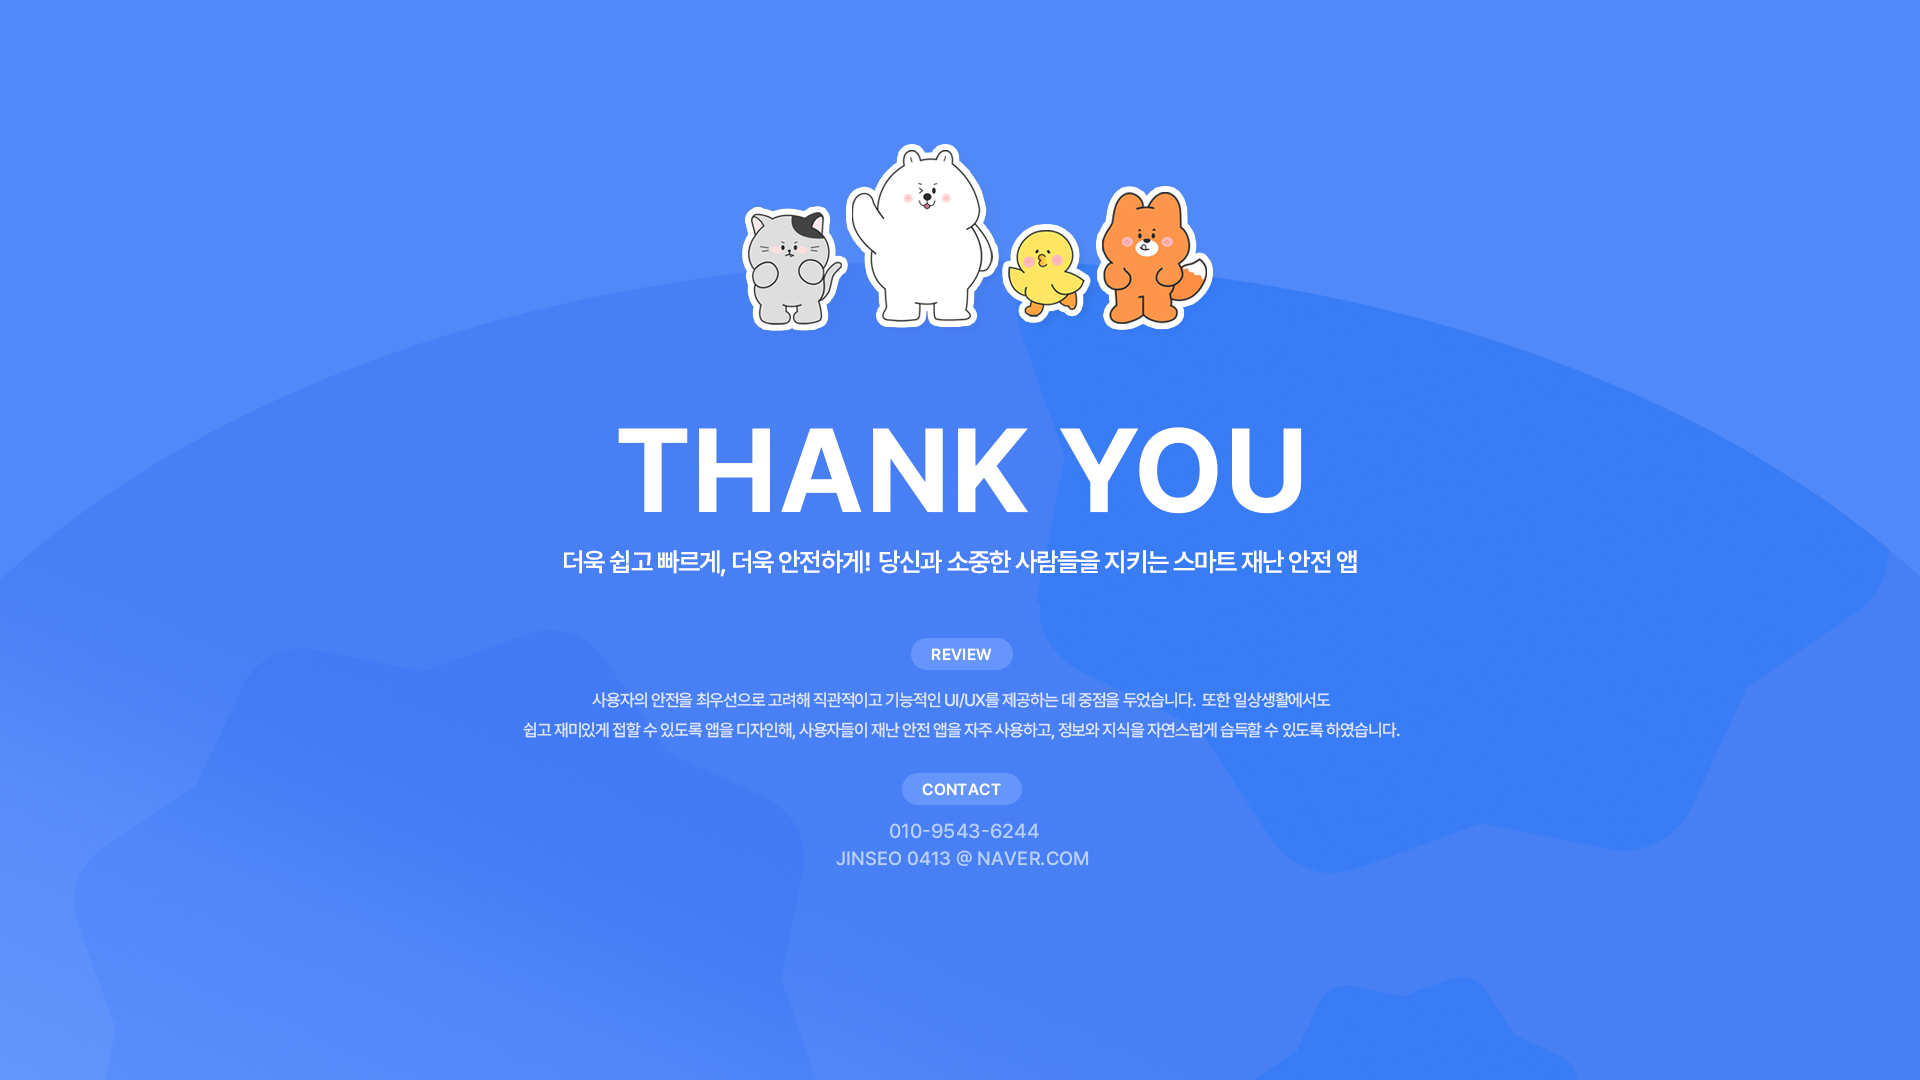 THANK YOU
더욱 쉽고 빠르게, 더욱 안전하게! 당신과 소중한 사람들을 지키는 스마트 재난 안전 앱
REVIEW
사용자의 안전을 최우선으로 고려해 직관적이고 기능적인 UI/UX를 제공하는 데 중점을 두었습니다. 또한 일상생활에서도
쉽고 재미있게 접할 수 있도록 앱을 디자인해, 사용자들이 재난 안전 앱을 자주 사용하고, 정보와 지식을 자연스럽게 습득할 수 있도록 하였습니다.
CONTACT
010-9543-6244
JINSEO 0413 @ NAVER.COM